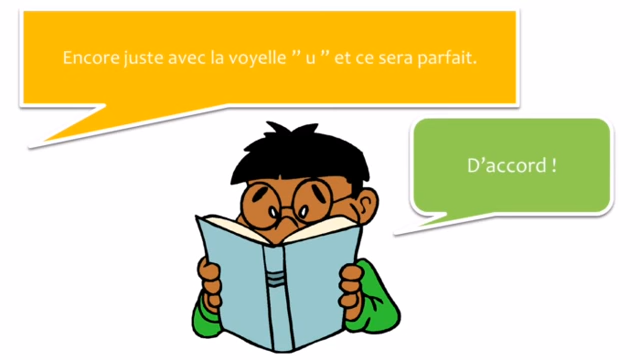 Encore juste avec la voyelle ” u ” et ce sera parfait.
D’accord !